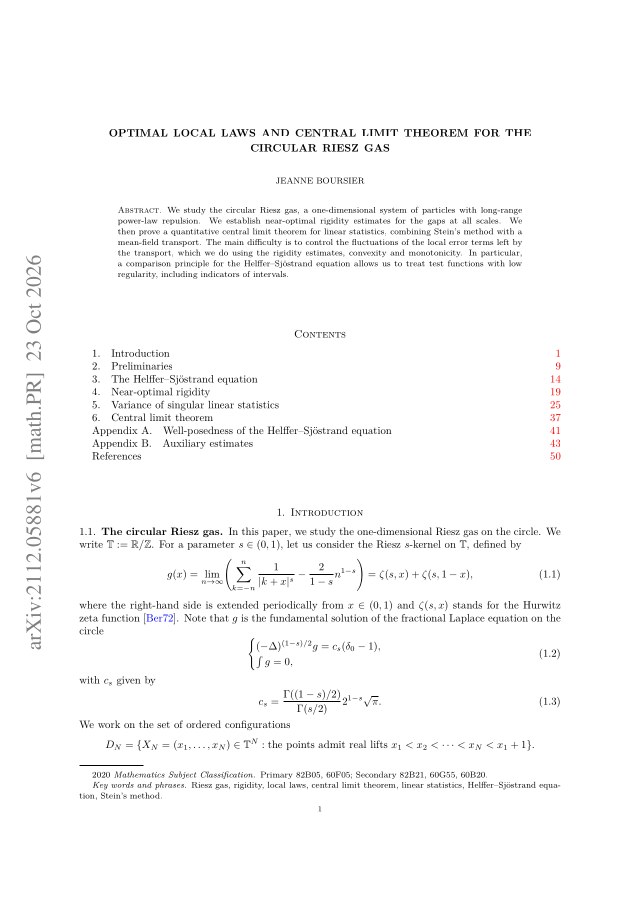 OPTIMAL LOCAL LAWS AND CENTRAL LIMIT THEOREM FOR THE
CIRCULAR RIESZ GAS
JEANNE BOURSIER
Abstract. We study the circular Riesz gas, a one-dimensional system of particles with long-range
power-law repulsion. We establish near-optimal rigidity estimates for the gaps at all scales. We
then prove a quantitative central limit theorem for linear statistics, combining Stein's method with a
mean-field transport. The main difficulty is to control the fluctuations of the local error terms left by
the transport, which we do using the rigidity estimates, convexity and monotonicity. In particular,
a comparison principle for the Helffer–Sjöstrand equation allows us to treat test functions with low
regularity, including indicators of intervals.
Contents
1. Introduction 1
2. Preliminaries 9
3. The Helffer–Sjöstrand equation 14
4. Near-optimal rigidity 19
5. Variance of singular linear statistics 25
6. Central limit theorem 37
Appendix A. Well-posedness of the Helffer–Sjöstrand equation 41
Appendix B. Auxiliary estimates 43
References 50
1. Introduction
1.1. The circular Riesz gas. In this paper, we study the one-dimensional Riesz gas on the circle. We
write 𝕋 := ℝ/ℤ. For a parameter s ∈ (0, 1), let us consider the Riesz s-kernel on 𝕋, defined by
g(x) = lim_{n→∞} ( ∑_{k=−n}^{n} 1/|k + x|^s − 2/(1 − s) n^{1−s} ) = ζ(s, x) + ζ(s, 1 − x), (1.1)
where the right-hand side is extended periodically from x ∈ (0, 1) and ζ(s, x) stands for the Hurwitz
zeta function [Ber72]. Note that g is the fundamental solution of the fractional Laplace equation on the
circle
{ (−Δ)^{(1−s)/2} g = c_s(δ_0 − 1),
∫ g = 0, (1.2)
with c_s given by
c_s = Γ((1 − s)/2)/Γ(s/2) 2^{1−s} √π. (1.3)
We work on the set of ordered configurations
D_N = {X_N = (x_1, . . . , x_N) ∈ 𝕋^N : the points admit real lifts x_1 < x_2 < · · · < x_N < x_1 + 1}.
2020 Mathematics Subject Classification. Primary 82B05, 60F05; Secondary 82B21, 60G55, 60B20.
Key words and phrases. Riesz gas, rigidity, local laws, central limit theorem, linear statistics, Helffer–Sjöstrand equa-
tion, Stein's method.
1
arXiv:2112.05881v6 [math.PR] 23 Oct 2026